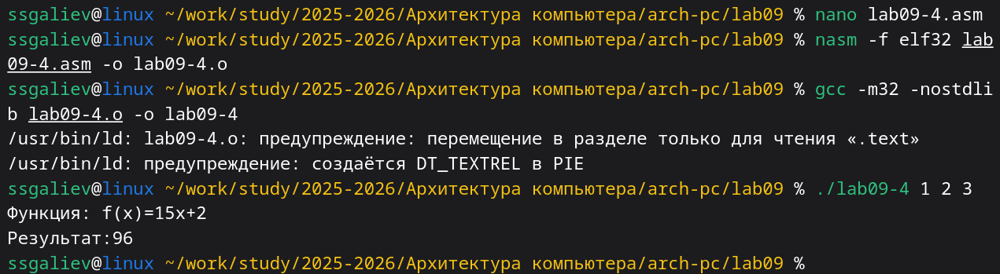 ssgaliev@linux ~/work/study/2025-2026/Архитектура компьютера/arch-pc/lab09 % nano lab09-4.asm
ssgaliev@linux ~/work/study/2025-2026/Архитектура компьютера/arch-pc/lab09 % nasm -f elf32 lab
09-4.asm -o lab09-4.o
ssgaliev@linux ~/work/study/2025-2026/Архитектура компьютера/arch-pc/lab09 % gcc -m32 -nostdli
b lab09-4.o -o lab09-4
/usr/bin/ld: lab09-4.o: предупреждение: перемещение в разделе только для чтения «.text»
/usr/bin/ld: предупреждение: создаётся DT_TEXTREL в PIE
ssgaliev@linux ~/work/study/2025-2026/Архитектура компьютера/arch-pc/lab09 % ./lab09-4 1 2 3
Функция: f(x)=15x+2
Результат:96
ssgaliev@linux ~/work/study/2025-2026/Архитектура компьютера/arch-pc/lab09 %